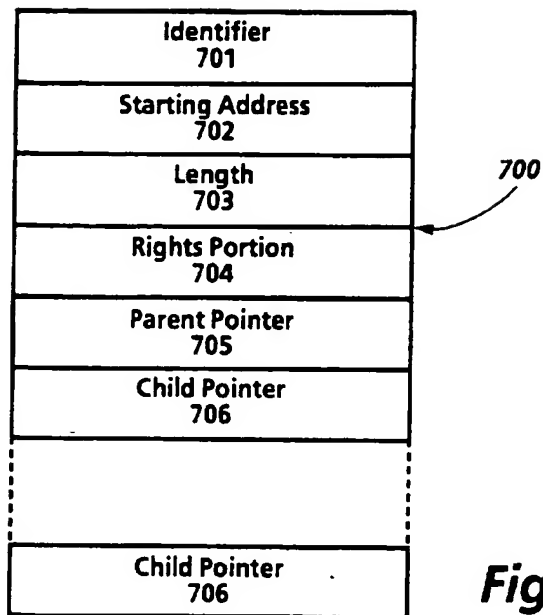 Identifier
701
Starting Address
702
Length
703
700
Rights Portion
704
Parent Pointer
705
Child Pointer
706
Child Pointer
706
Fig